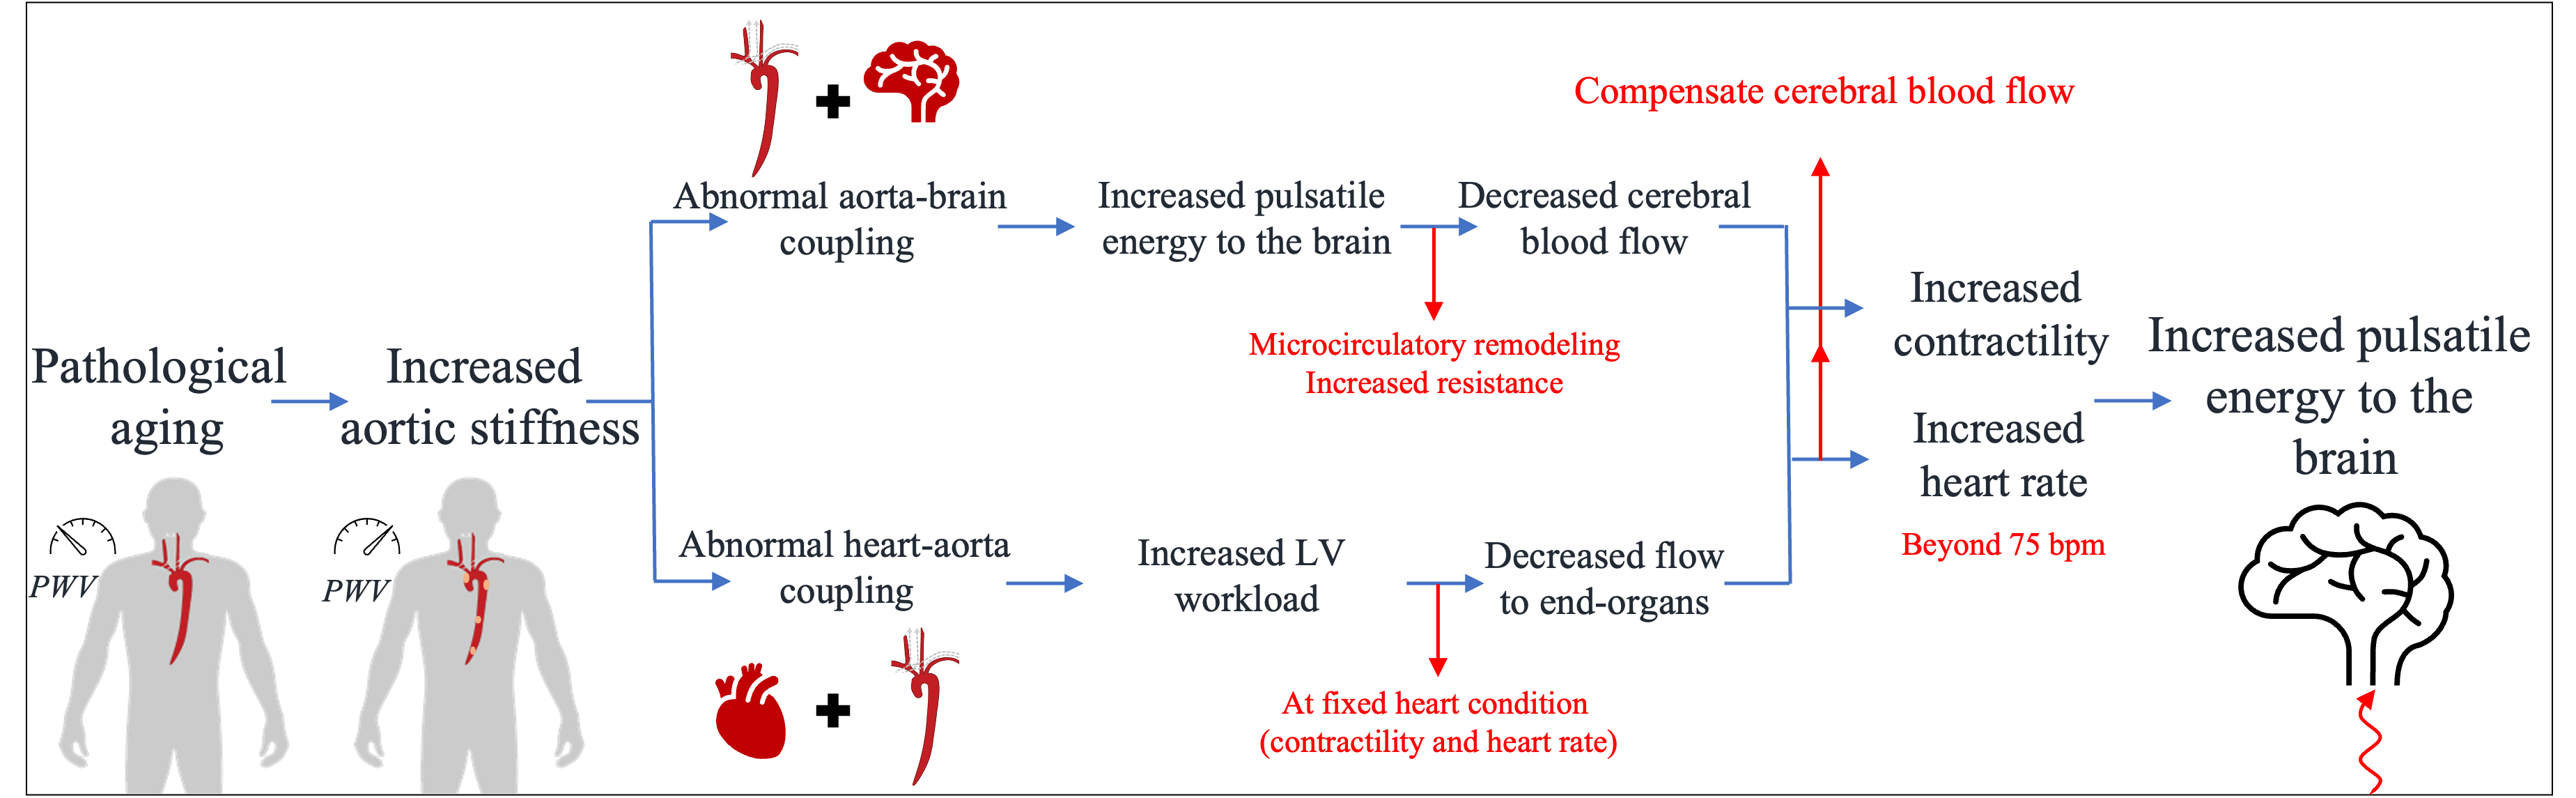 Pathological
aging
PWV
Increased
aortic stiffness
PWV
Abnormal aorta-brain
coupling
Increased pulsatile
energy to the brain
Microcirculatory remodeling
Increased resistance
Decreased cerebral
blood flow
Abnormal heart-aorta
coupling
Increased LV
workload
At fixed heart condition
(contractility and heart rate)
Decreased flow
to end-organs
Compensate cerebral blood flow
Increased
contractility
Increased
heart rate
Beyond 75 bpm
Increased pulsatile
energy to the
brain